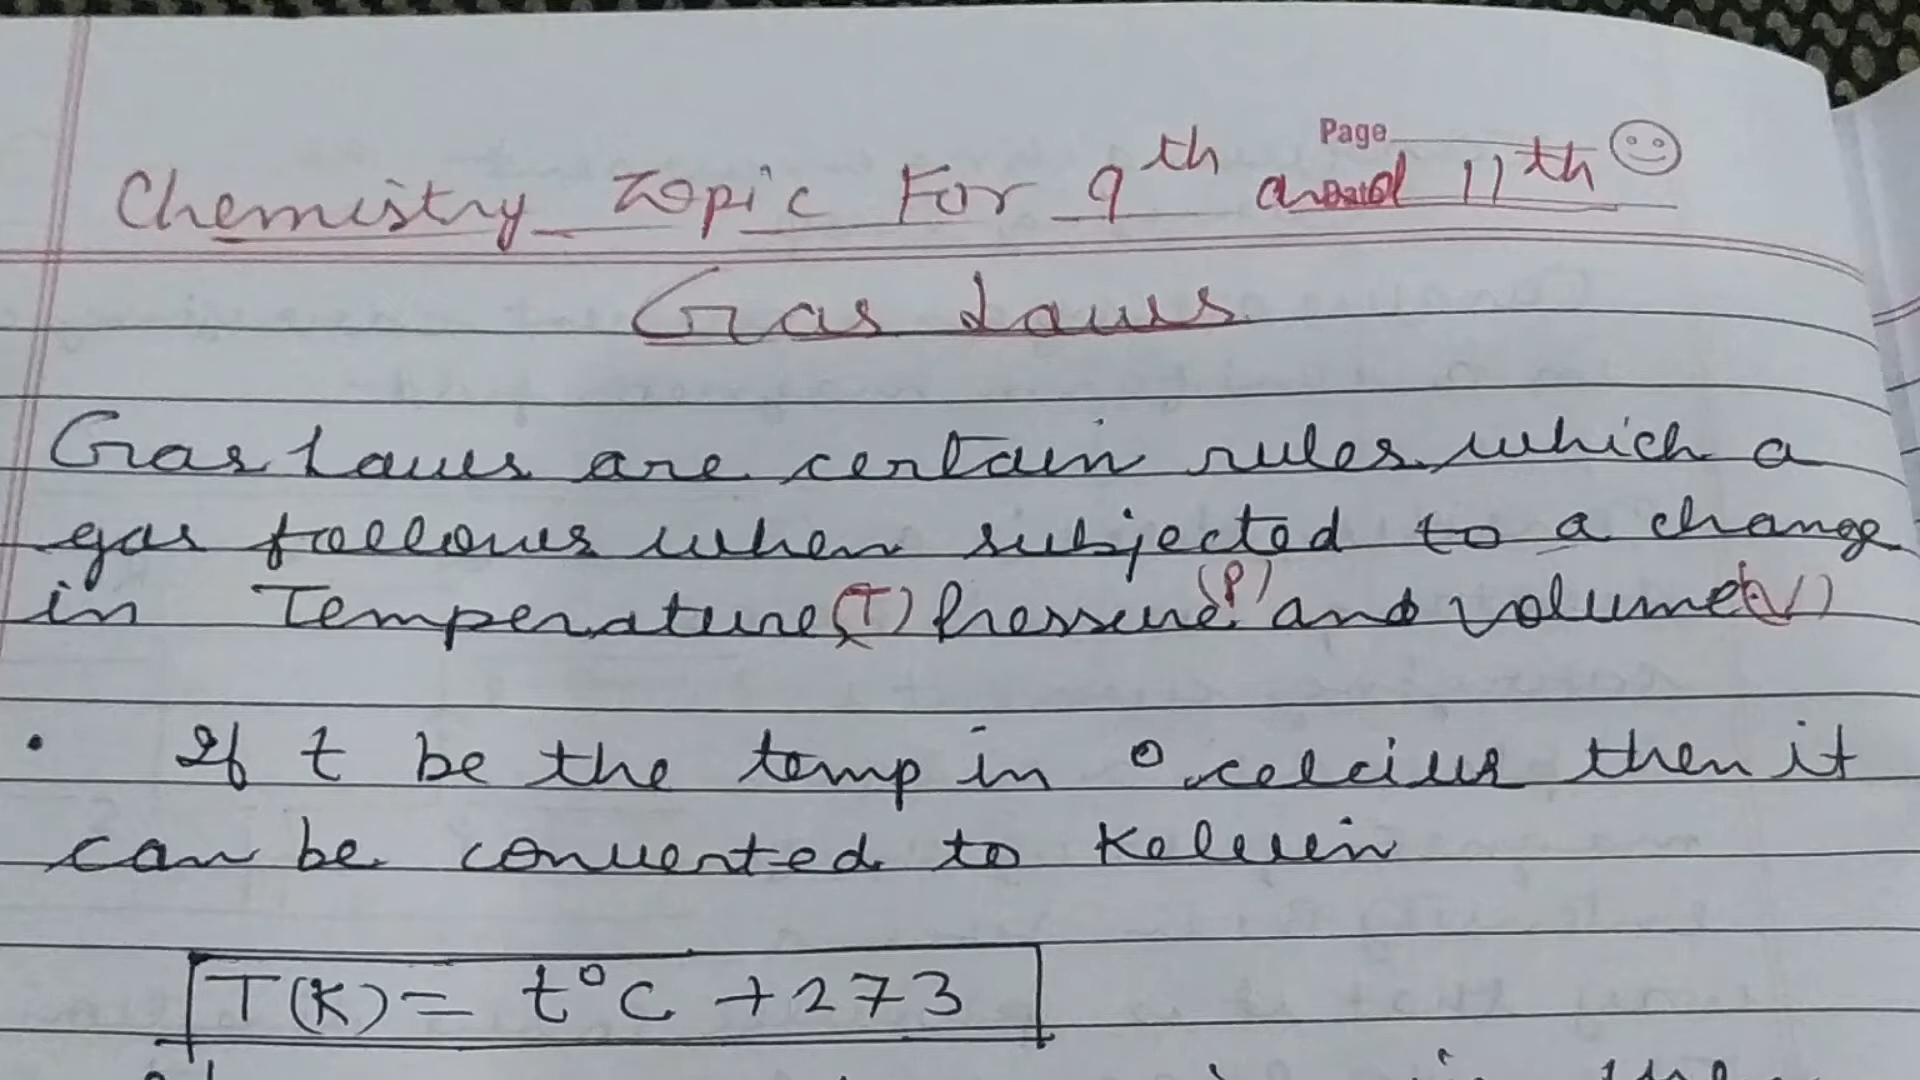 Page
Chemistry Topic For 9th and 11th
Gas Laws
Gas Laws are certain rules which a
gas follows when subjected to a change
in Temperature(T) Pressure(P) and volume(V)
• If t be the temp in ° celcius then it
can be converted to Kelvin
T(K) = t°C + 273